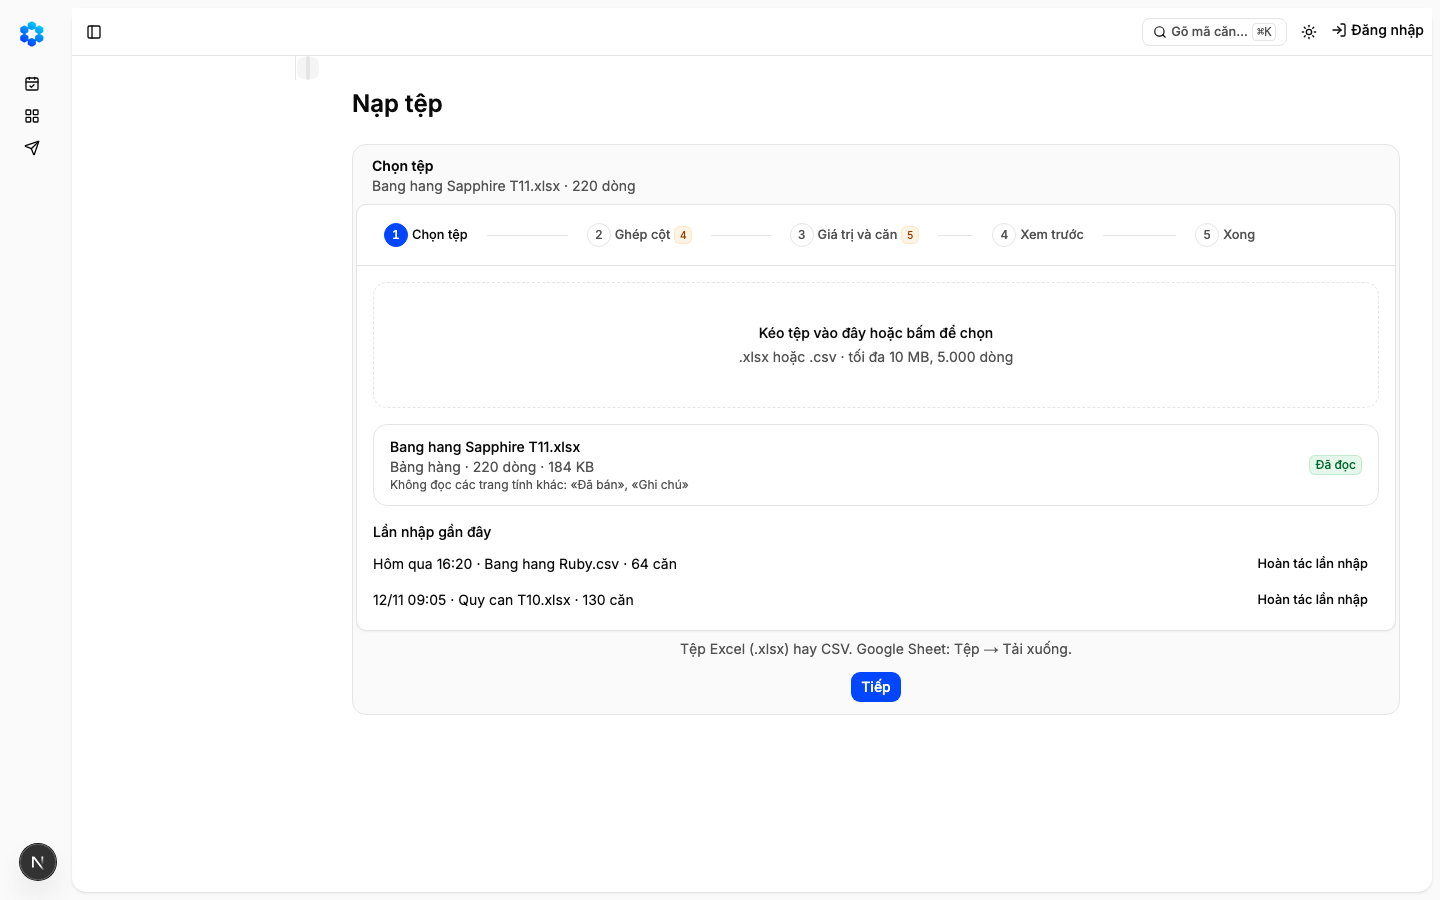 Gõ mã căn... ⌘K
Đăng nhập
Nạp tệp
Chọn tệp
Bang hang Sapphire T11.xlsx · 220 dòng
1 Chọn tệp
2 Ghép cột 4
3 Giá trị và căn 5
4 Xem trước
5 Xong
Kéo tệp vào đây hoặc bấm để chọn
.xlsx hoặc .csv · tối đa 10 MB, 5.000 dòng
Bang hang Sapphire T11.xlsx
Bảng hàng · 220 dòng · 184 KB
Không đọc các trang tính khác: «Đã bán», «Ghi chú»
Đã đọc
Lần nhập gần đây
Hôm qua 16:20 · Bang hang Ruby.csv · 64 căn
Hoàn tác lần nhập
12/11 09:05 · Quy can T10.xlsx · 130 căn
Hoàn tác lần nhập
Tệp Excel (.xlsx) hay CSV. Google Sheet: Tệp → Tải xuống.
Tiếp
N